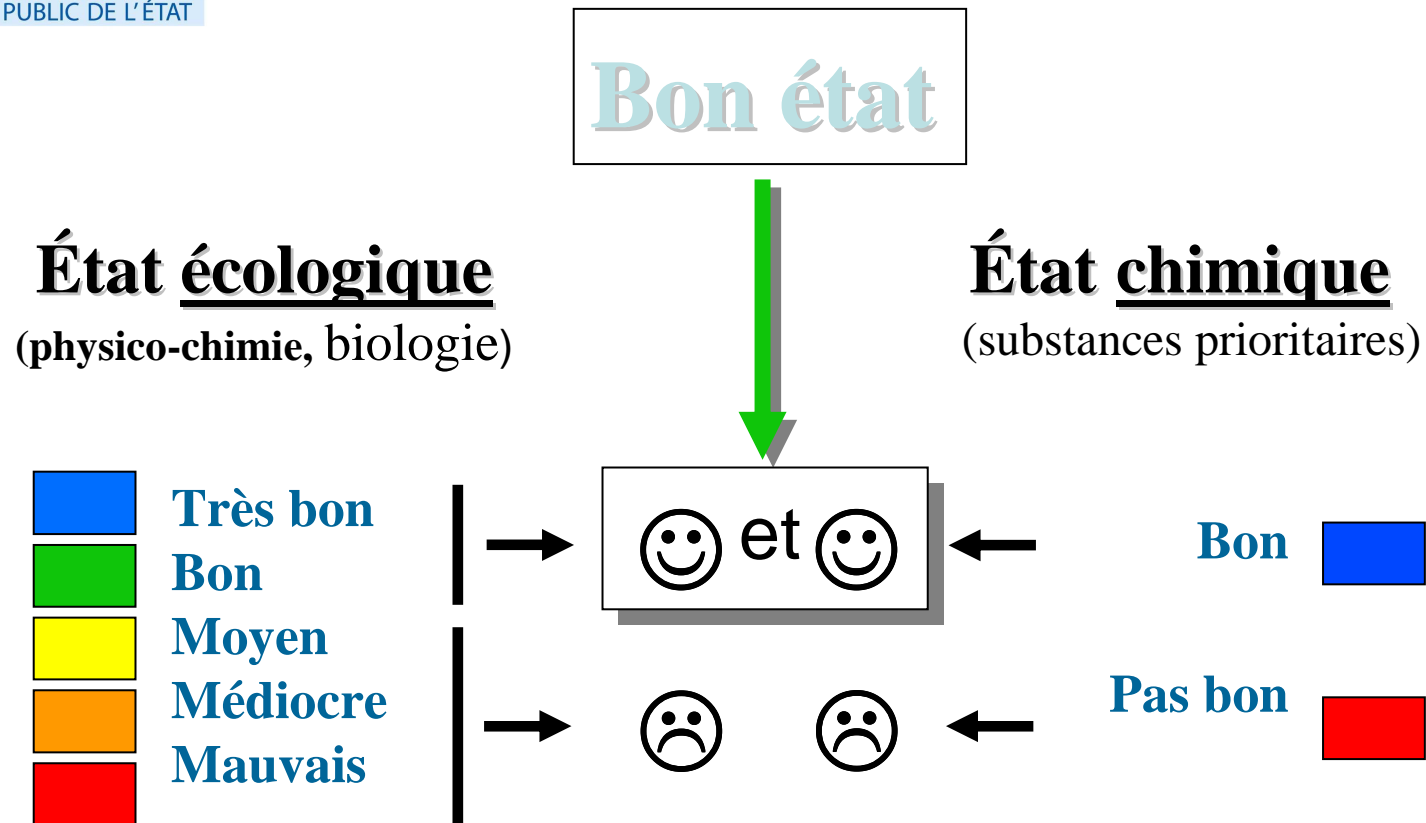 PUBLIC DE L'ÉTAT
Bon état
État écologique
(physico-chimie, biologie)
État chimique
(substances prioritaires)
Très bon
Bon
Moyen
Médiocre
Mauvais
et
Bon
Pas bon